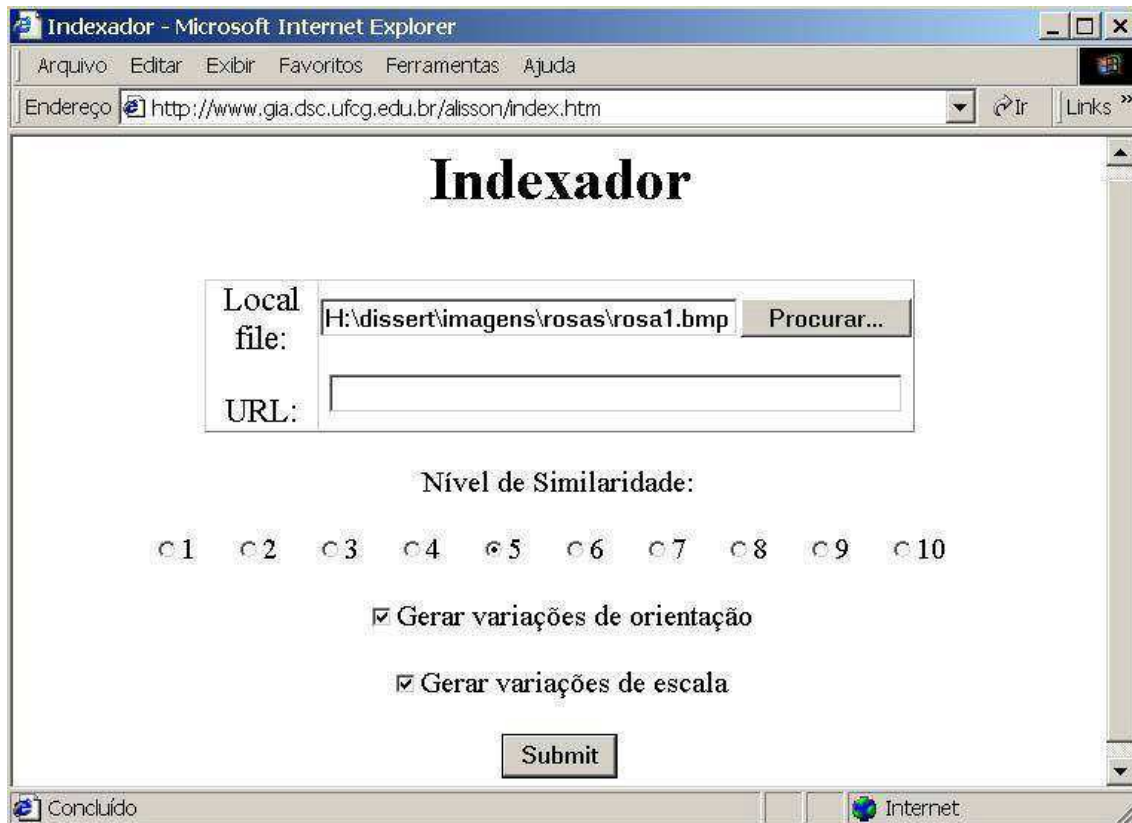 Indexador - Microsoft Internet Explorer
Arquivo Editar Exibir Favoritos Ferramentas Ajuda
Endereço http://www.gia.dsc.ufcg.edu.br/alisson/index.htm Ir Links »
Indexador
Local
file: H:\dissert\imagens\rosas\rosa1.bmp Procurar...
URL:
Nível de Similaridade:
1 2 3 4 5 6 7 8 9 10
Gerar variações de orientação
Gerar variações de escala
Submit
Concluído Internet